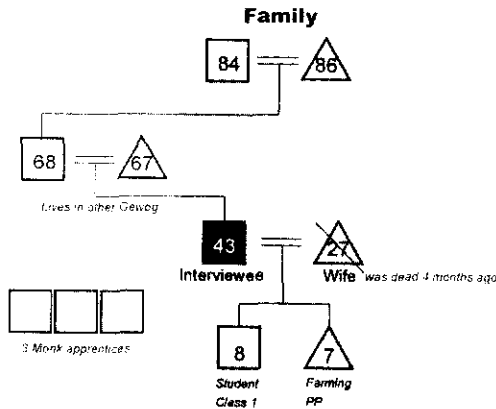 Family
84 86
68 67
Lives in other Gewog
43 27
Interviewee Wife was dead 4 months ago
3 Monk apprentices
8 7
Student Farming
Class 1 PP